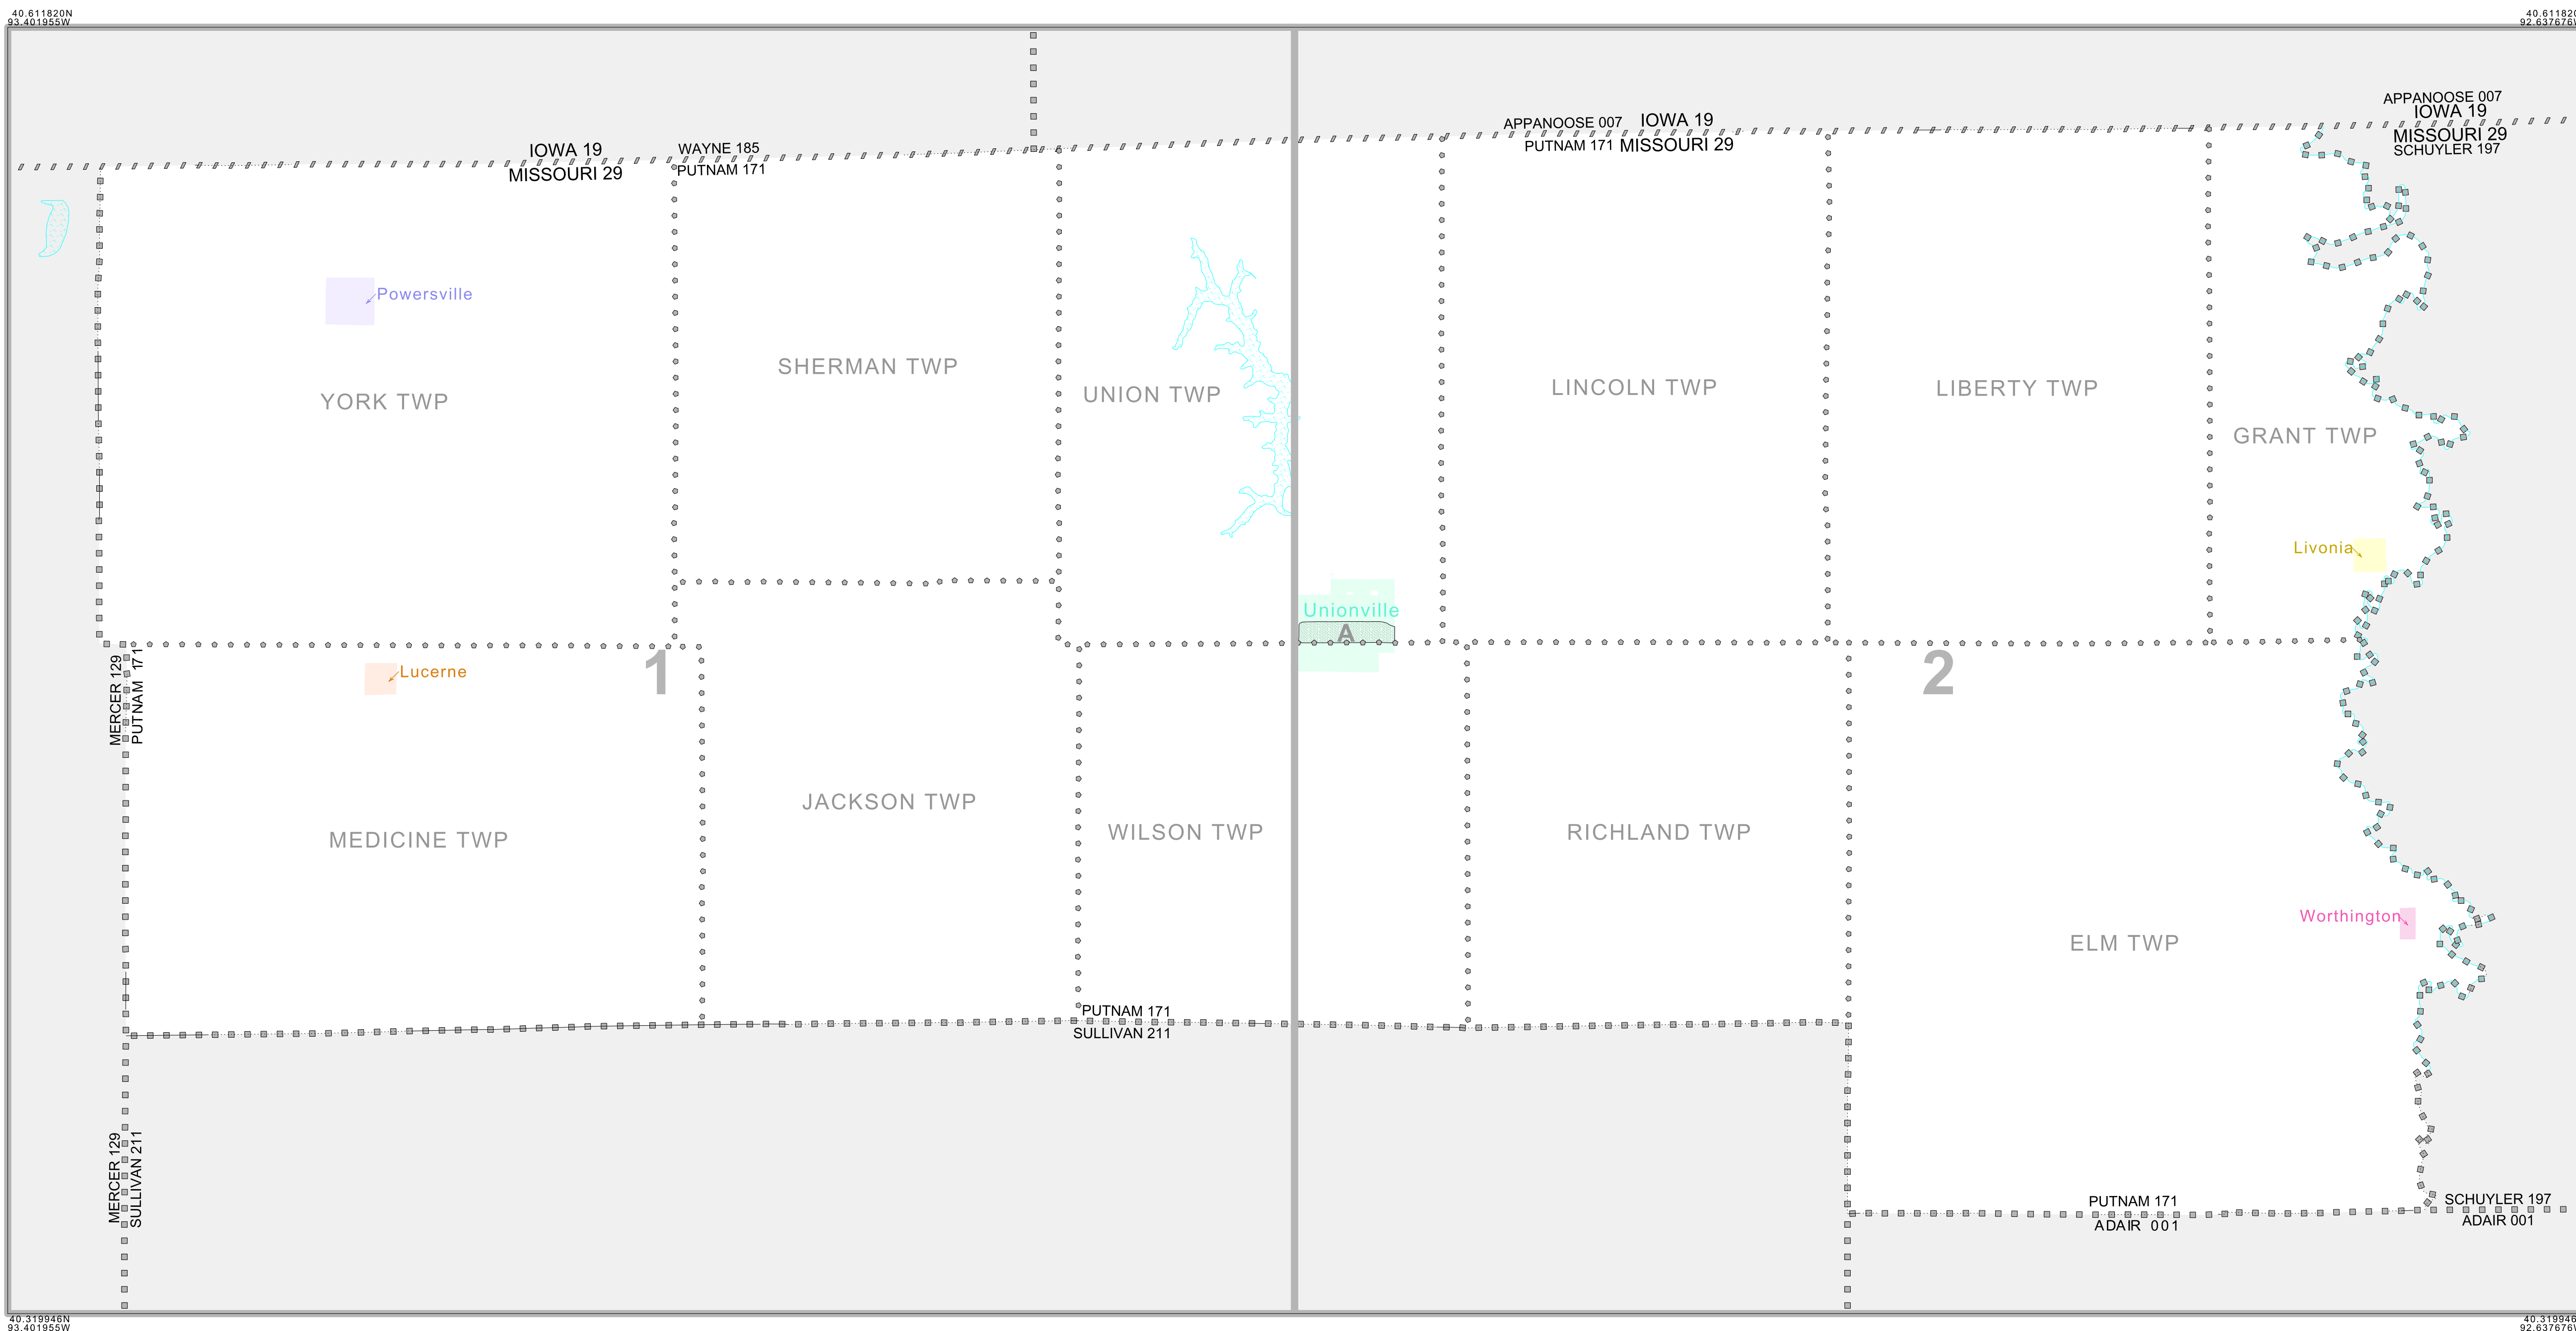 40.611820N
93.401955W
40.611820
92.637676W
APPANOOSE 007
IOWA 19
MISSOURI 29
SCHUYLER 197
APPANOOSE 007 IOWA 19
PUTNAM 171 MISSOURI 29
IOWA 19
MISSOURI 29
WAYNE 185
PUTNAM 171
Powersville
SHERMAN TWP
UNION TWP
LINCOLN TWP
LIBERTY TWP
YORK TWP
GRANT TWP
Livonia
Unionville
A
MERCER 129
PUTNAM 171
Lucerne
1
2
JACKSON TWP
MEDICINE TWP
WILSON TWP
RICHLAND TWP
Worthington
ELM TWP
PUTNAM 171
SULLIVAN 211
MERCER 129
SULLIVAN 211
PUTNAM 171
ADAIR 001
SCHUYLER 197
ADAIR 001
40.319946N
93.401955W
40.319946
92.637676W